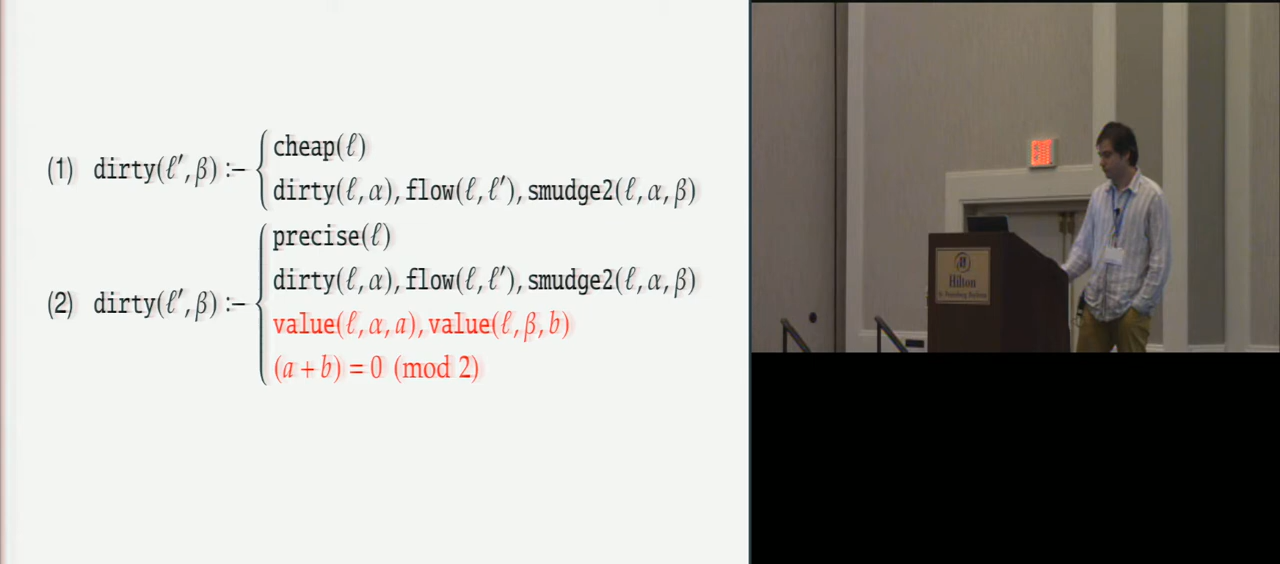 cheap(ℓ)
(1) dirty(ℓ′, β) :–
dirty(ℓ, α), flow(ℓ, ℓ′), smudge2(ℓ, α, β)
precise(ℓ)
dirty(ℓ, α), flow(ℓ, ℓ′), smudge2(ℓ, α, β)
(2) dirty(ℓ′, β) :–
value(ℓ, α, a), value(ℓ, β, b)
(a + b) = 0 (mod 2)
Hilton